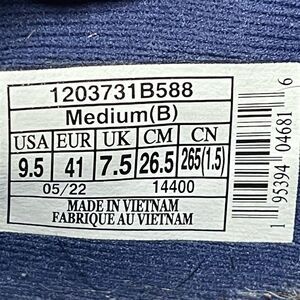 1203731B588
Medium(B)
USA EUR UK CM CN
9.5 41 7.5 26.5 265(1.5)
05/22 14400
MADE IN VIETNAM
FABRIQUE AU VIETNAM
1 95394 04681 6